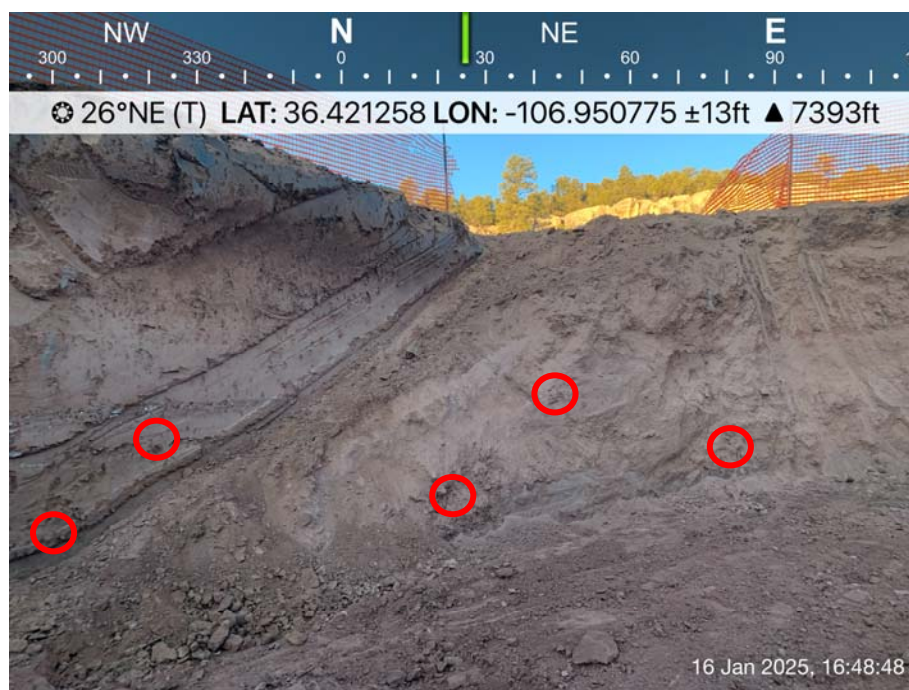 NW N NE E
300 330 0 30 60 90
26°NE (T) LAT: 36.421258 LON: -106.950775 ±13ft ▲ 7393ft
16 Jan 2025, 16:48:48